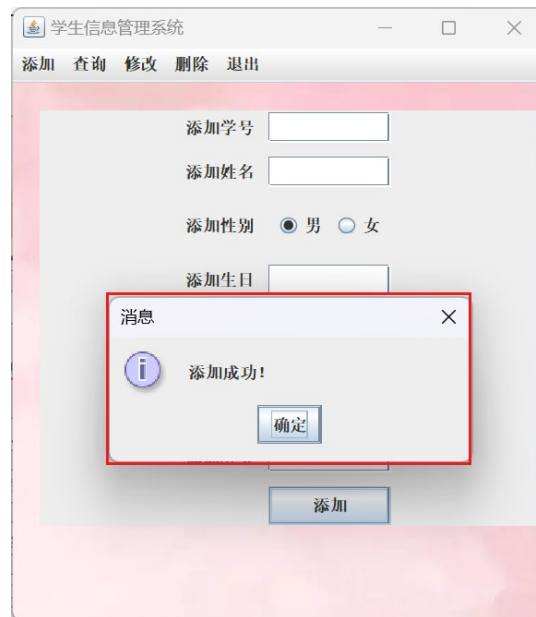 学生信息管理系统
添加 查询 修改 删除 退出
添加学号
添加姓名
添加性别 男 女
添加生日
消息
添加成功!
确定
添加